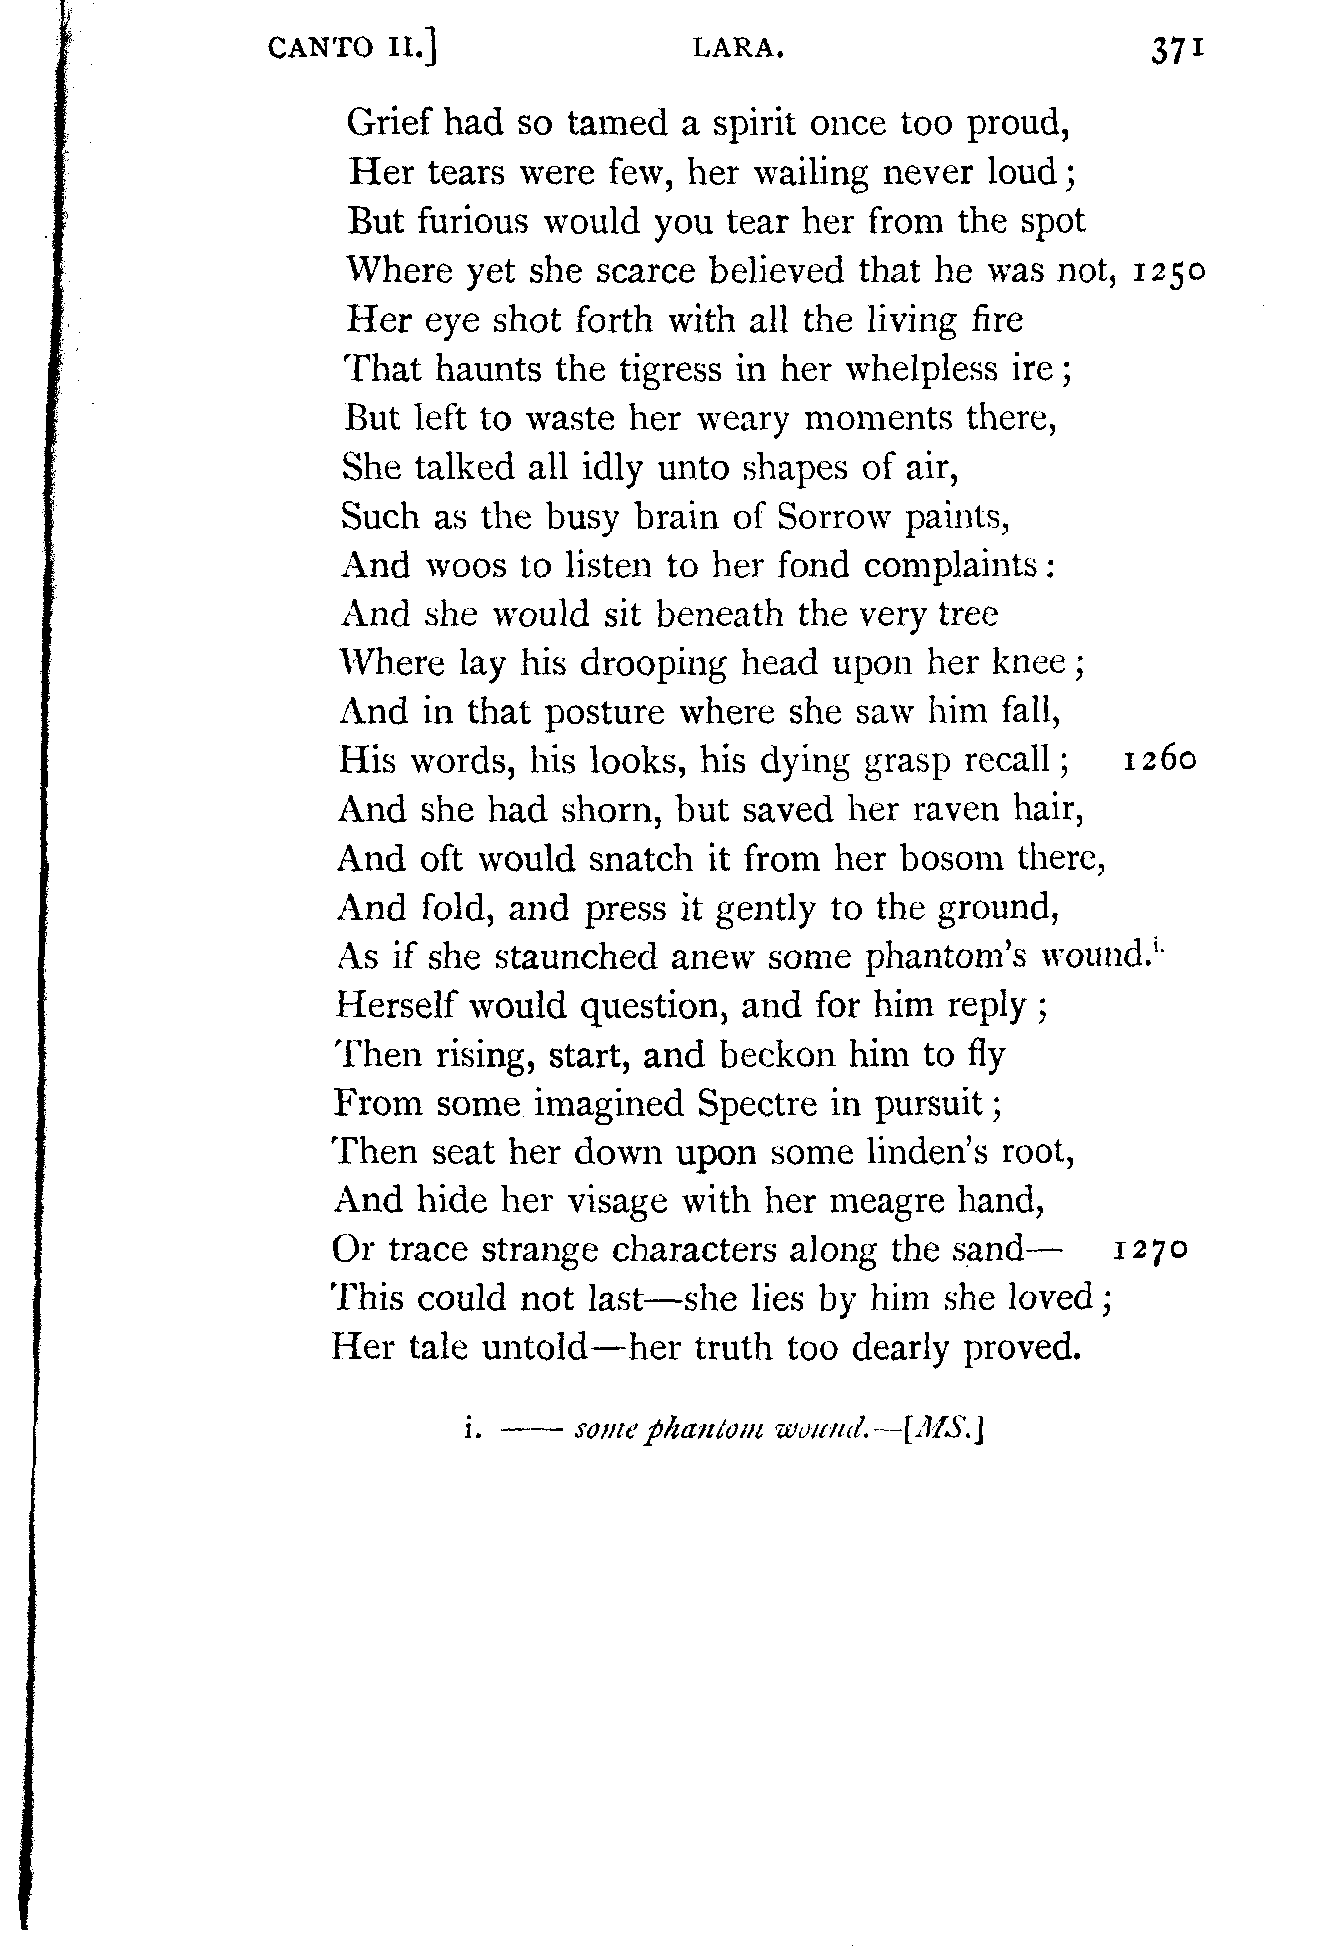 CANTO II.] LARA. 371
Grief had so tamed a spirit once too proud,
Her tears were few, her wailing never loud;
But furious would you tear her from the spot
Where yet she scarce believed that he was not, 1250
Her eye shot forth with all the living fire
That haunts the tigress in her whelpless ire;
But left to waste her weary moments there,
She talked all idly unto shapes of air,
Such as the busy brain of Sorrow paints,
And woos to listen to her fond complaints:
And she would sit beneath the very tree
Where lay his drooping head upon her knee;
And in that posture where she saw him fall,
His words, his looks, his dying grasp recall; 1260
And she had shorn, but saved her raven hair,
And oft would snatch it from her bosom there,
And fold, and press it gently to the ground,
As if she staunched anew some phantom's wound.i.
Herself would question, and for him reply;
Then rising, start, and beckon him to fly
From some imagined Spectre in pursuit;
Then seat her down upon some linden's root,
And hide her visage with her meagre hand,
Or trace strange characters along the sand— 1270
This could not last—she lies by him she loved;
Her tale untold—her truth too dearly proved.
i. —— some phantom wound.—[MS.]